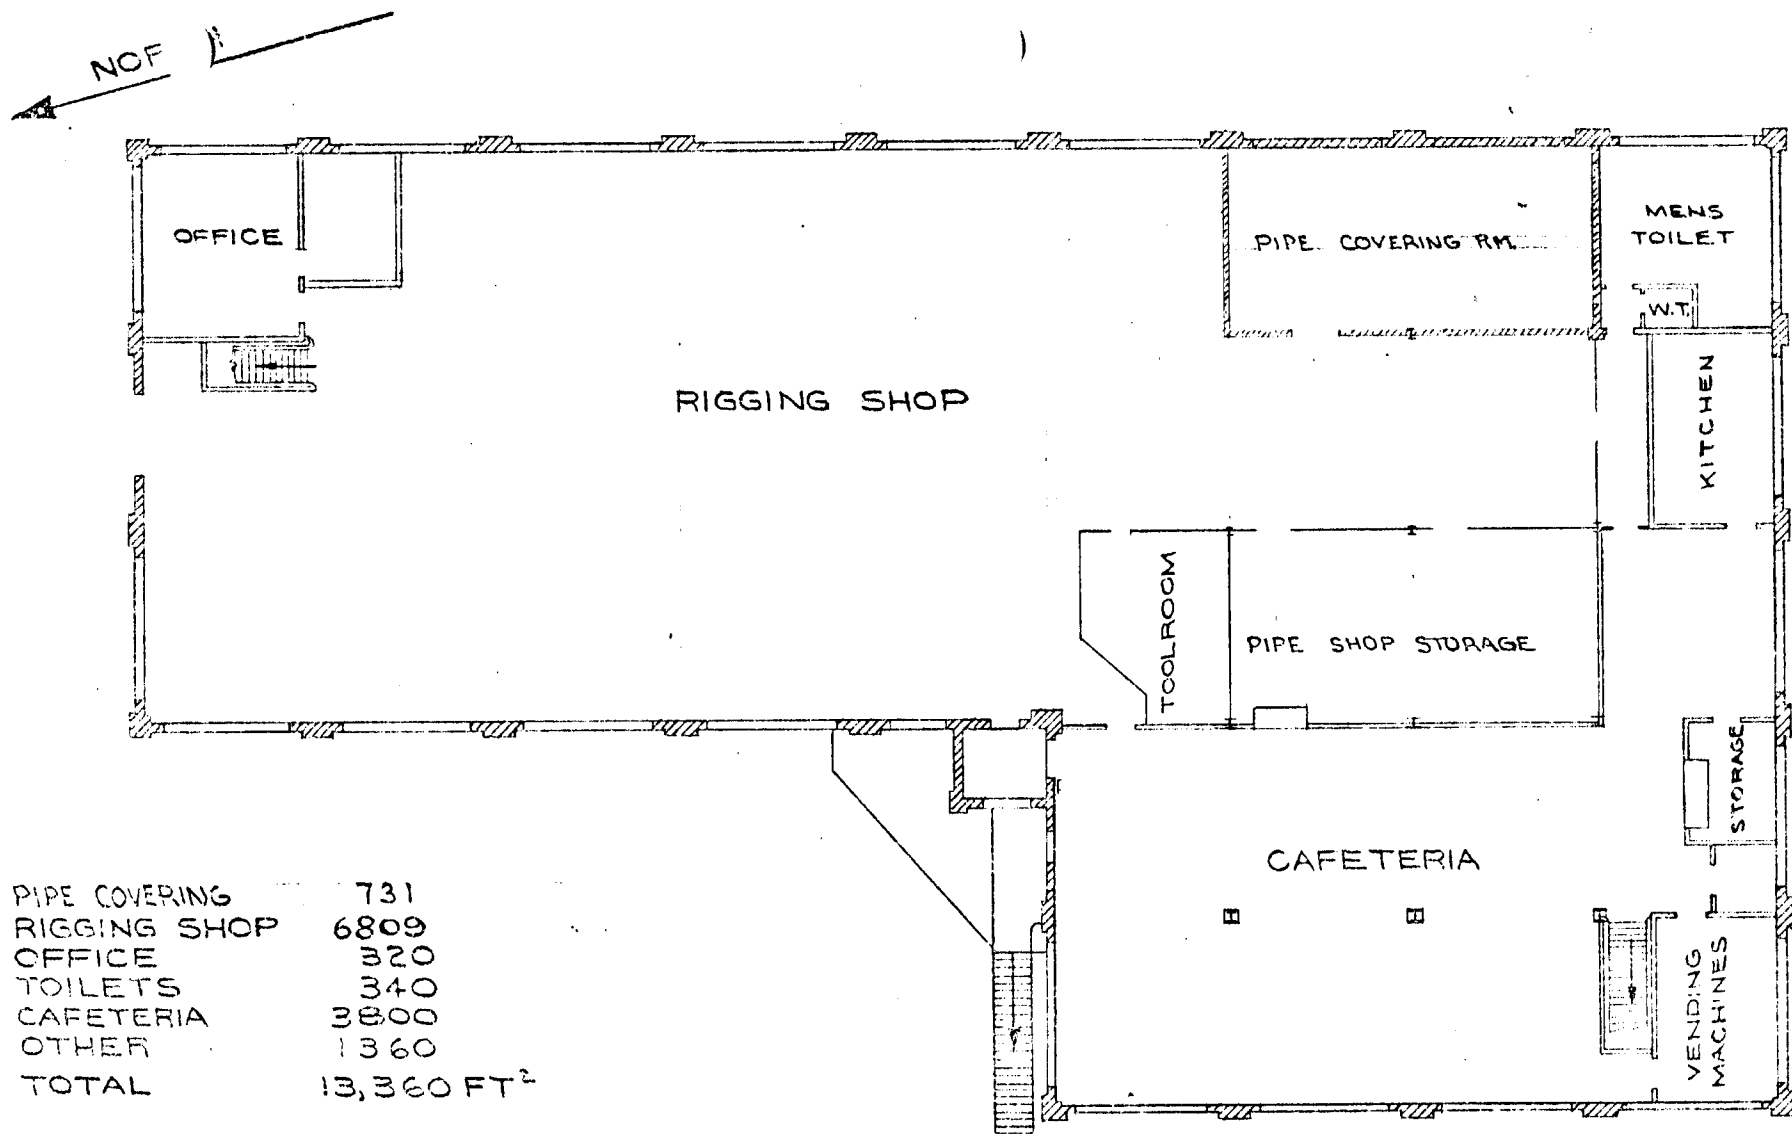 NOF
OFFICE
PIPE COVERING RM.
MENS
TOILET
W.T.
KITCHEN
RIGGING SHOP
TOOLROOM
PIPE SHOP STORAGE
STORAGE
CAFETERIA
VENDING
MACHINES
PIPE COVERING 731
RIGGING SHOP 6809
OFFICE 320
TOILETS 340
CAFETERIA 3800
OTHER 1360
TOTAL 13,360 FT²